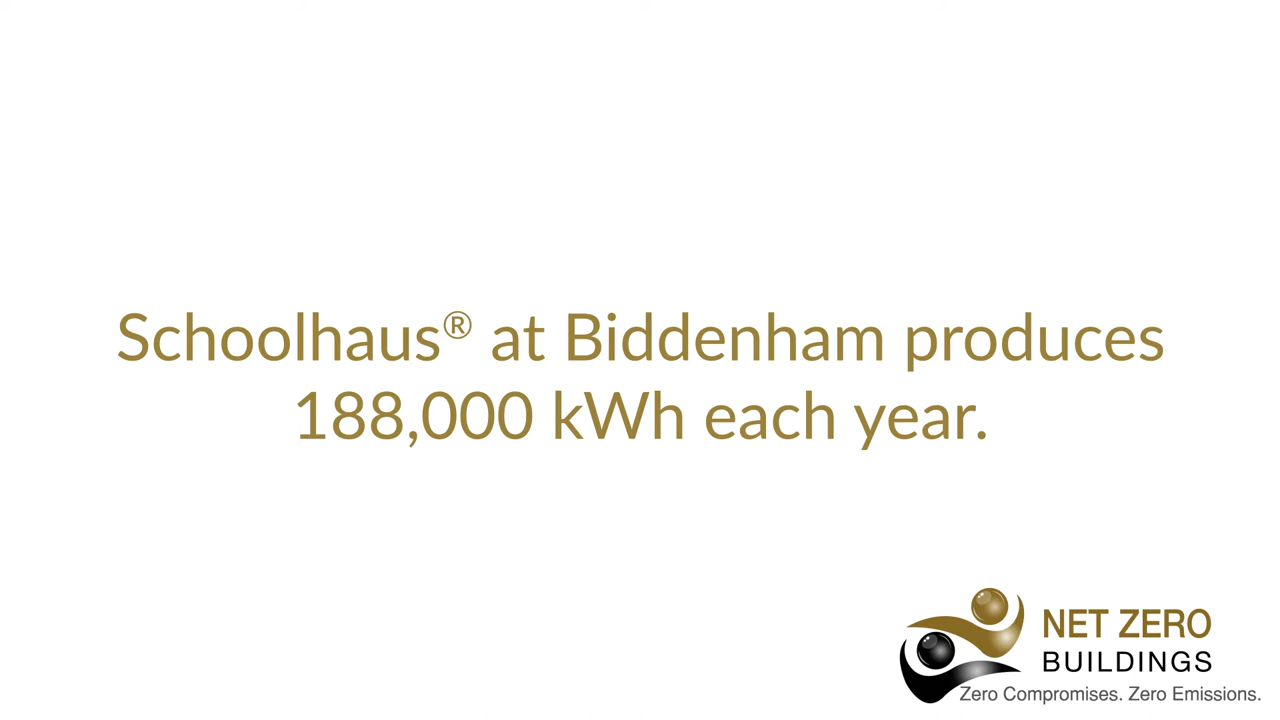 Schoolhaus® at Biddenham produces
188,000 kWh each year.
NET ZERO
BUILDINGS
Zero Compromises. Zero Emissions.